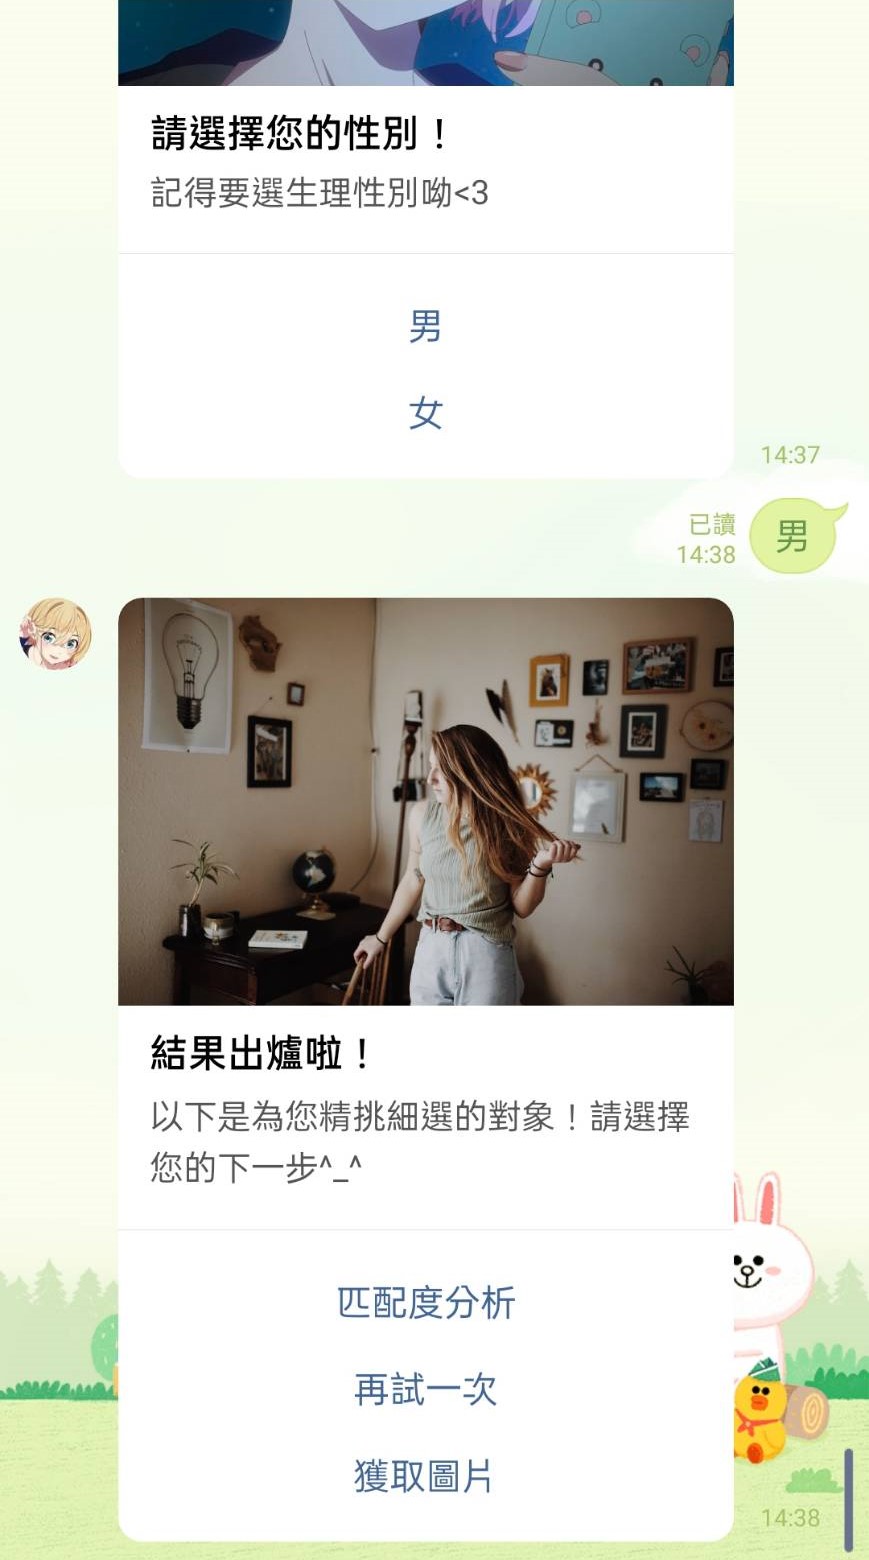 請選擇您的性別！
記得要選生理性別呦<3
男
女
14:37
已讀
14:38
男
結果出爐啦！
以下是為您精挑細選的對象！請選擇
您的下一步^_^
匹配度分析
再試一次
獲取圖片
14:38